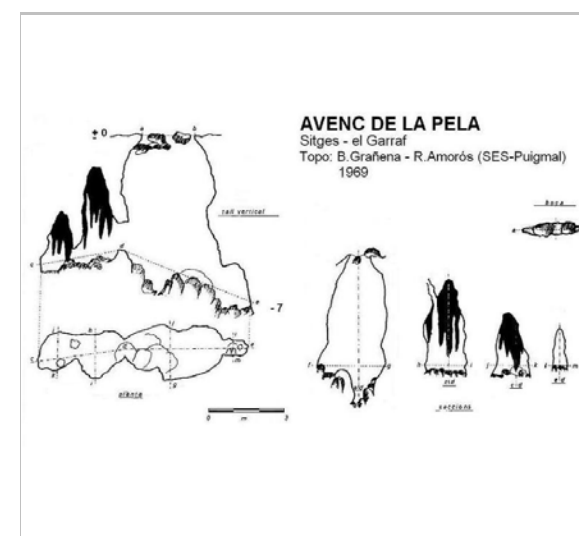 AVENC DE LA PELA
Sitges - el Garraf
Topo: B.Grañena - R.Amorós (SES-Puigmal)
1969
± 0
a
b
tall vertical
boca
a
c
d
e
- 7
planta
m
seccions